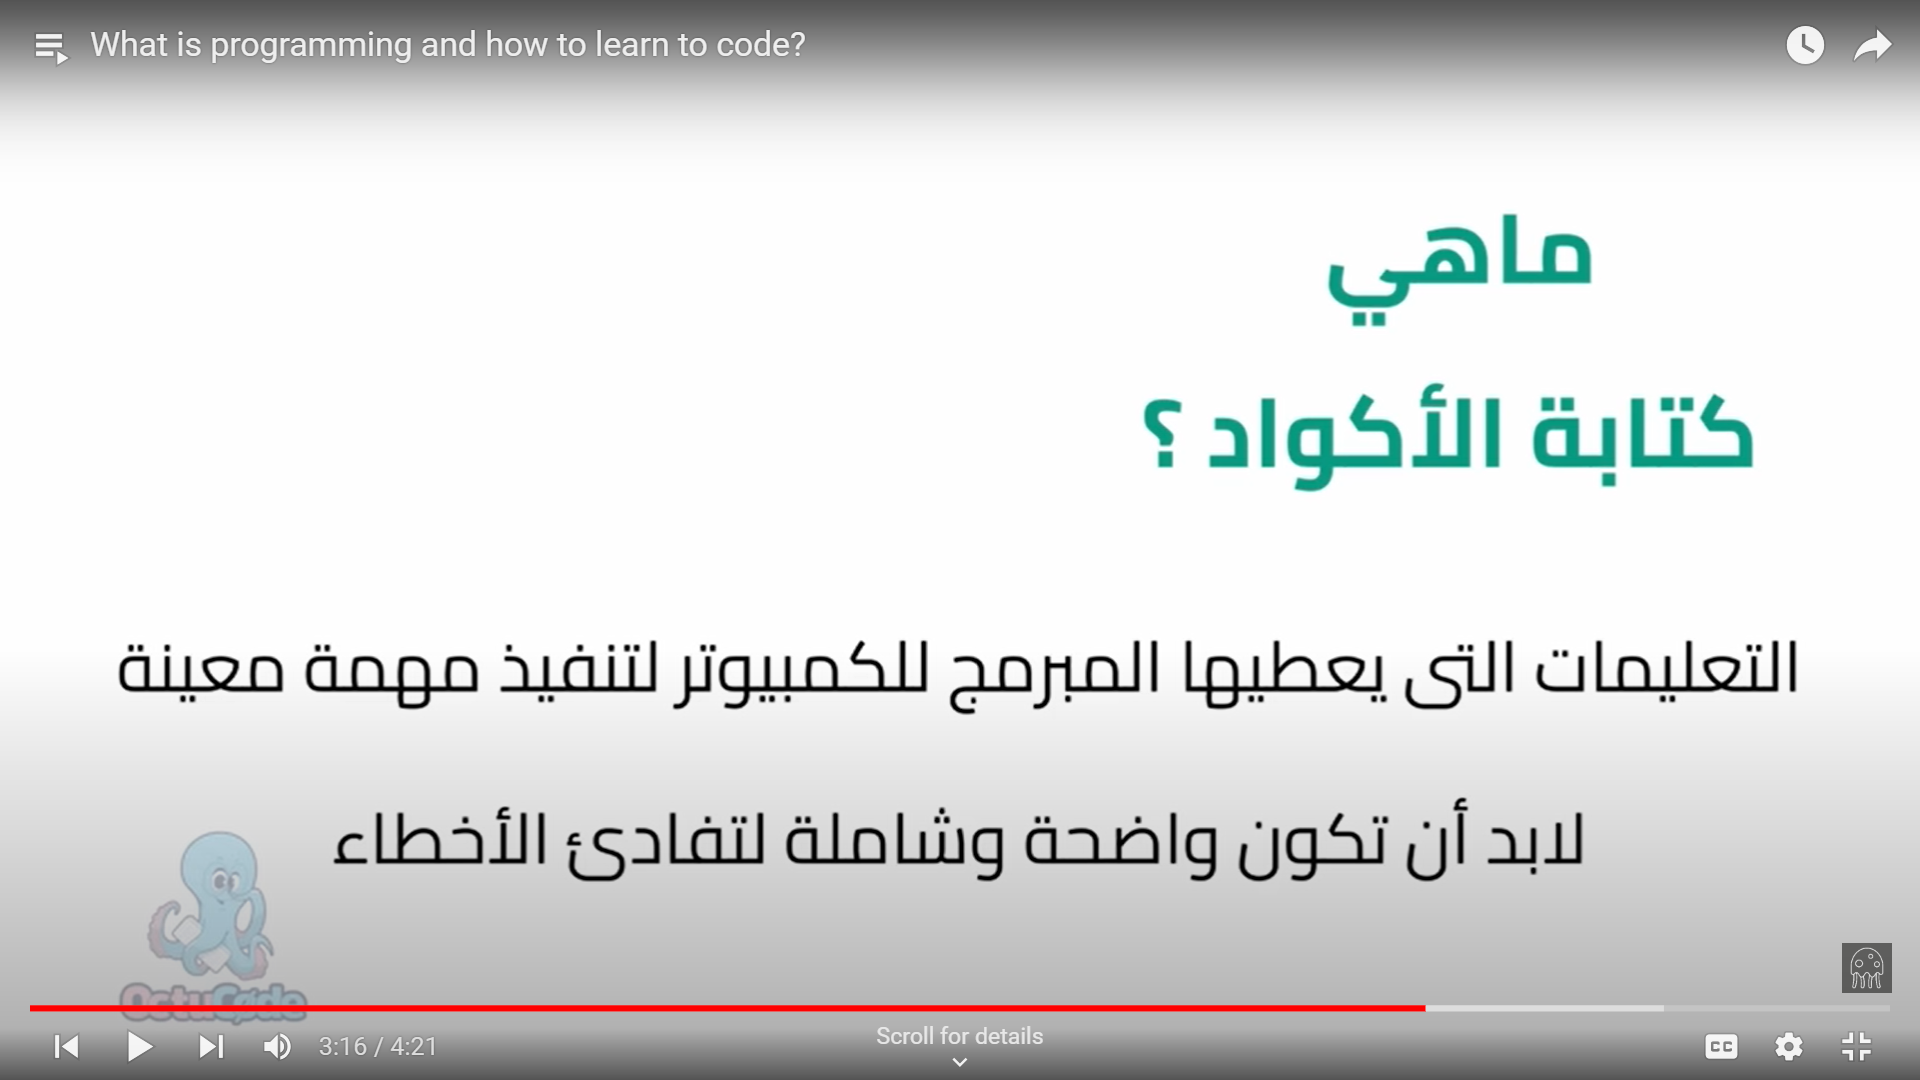 What is programming and how to learn to code?
ماهي
كتابة الأكواد ؟
التعليمات التى يعطيها المبرمج للكمبيوتر لتنفيذ مهمة معينة
لابد أن تكون واضحة وشاملة لتفادئ الأخطاء
OctuCode
3:16 / 4:21
Scroll for details
CC